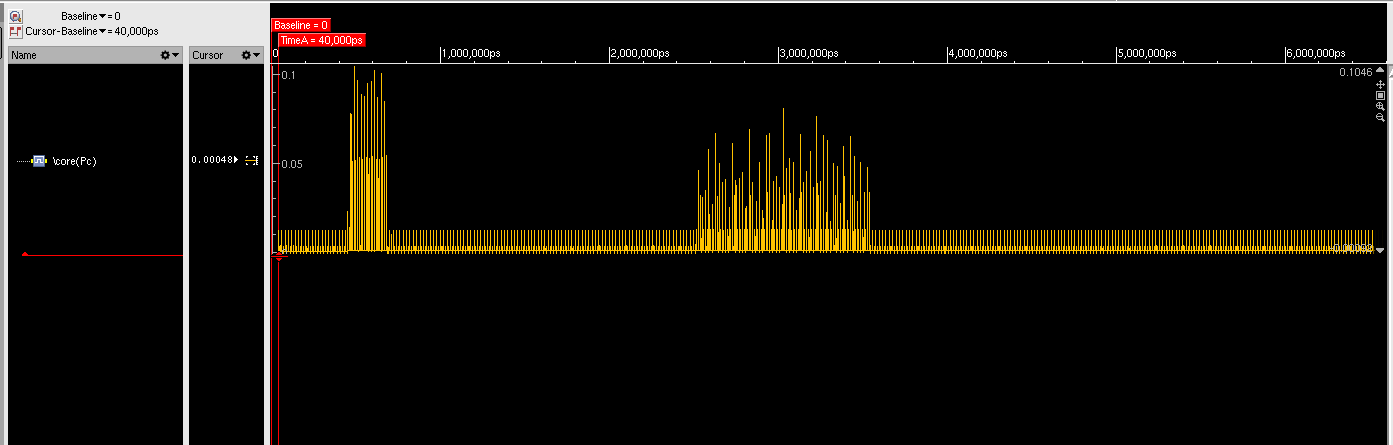 Baseline▼= 0
Cursor-Baseline▼= 40,000ps
Baseline = 0
TimeA = 40,000ps
Name
Cursor
0
1,000,000ps
2,000,000ps
3,000,000ps
4,000,000ps
5,000,000ps
6,000,000ps
0.1
0.1046
\core(Pc)
0.00048
0.05